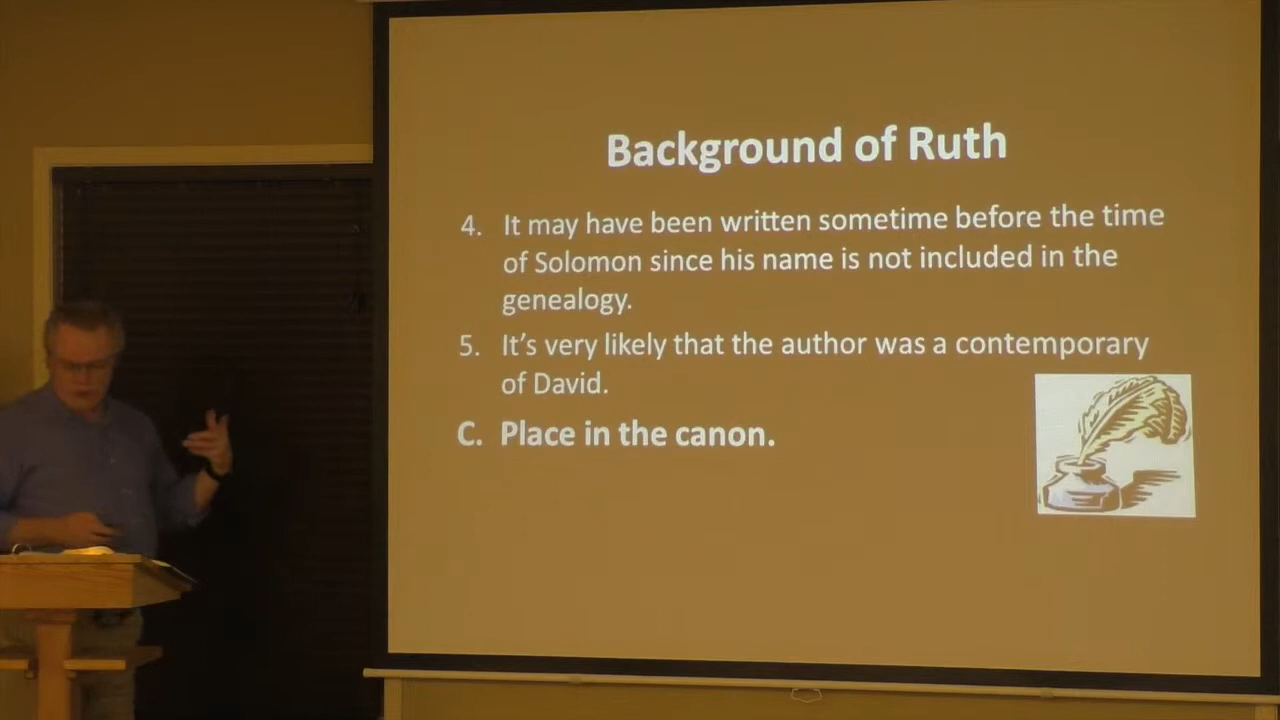 Background of Ruth
4. It may have been written sometime before the time
of Solomon since his name is not included in the
genealogy.
5. It's very likely that the author was a contemporary
of David.
C. Place in the canon.